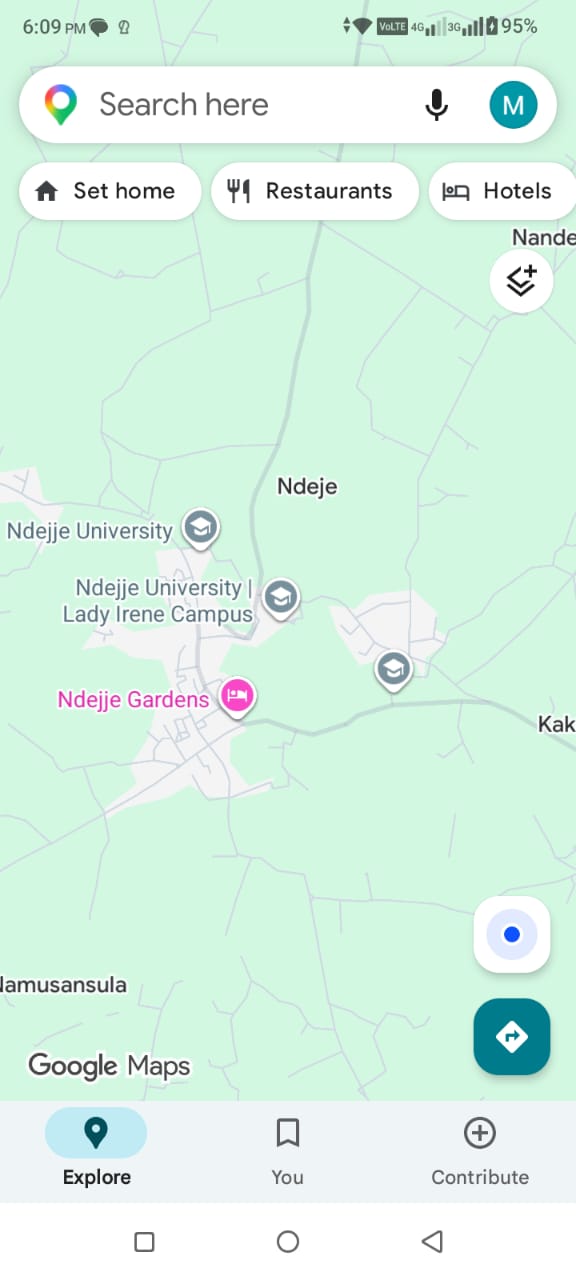 6:09 PM
VoLTE 4G 3G 95%
Search here
M
Set home
Restaurants
Hotels
Nande
Ndeje
Ndejje University
Ndejje University |
Lady Irene Campus
Ndejje Gardens
Kak
Namusansula
Google Maps
Explore
You
Contribute